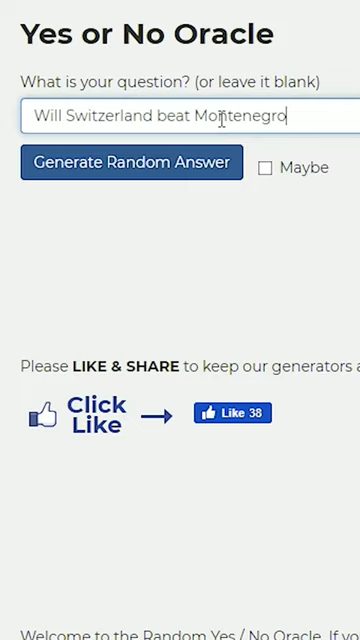 Yes or No Oracle
What is your question? (or leave it blank)
Will Switzerland beat Montenegro
Generate Random Answer
Maybe
Please LIKE & SHARE to keep our generators
Click
Like
Like 38
Welcome to the Random Yes / No Oracle. If